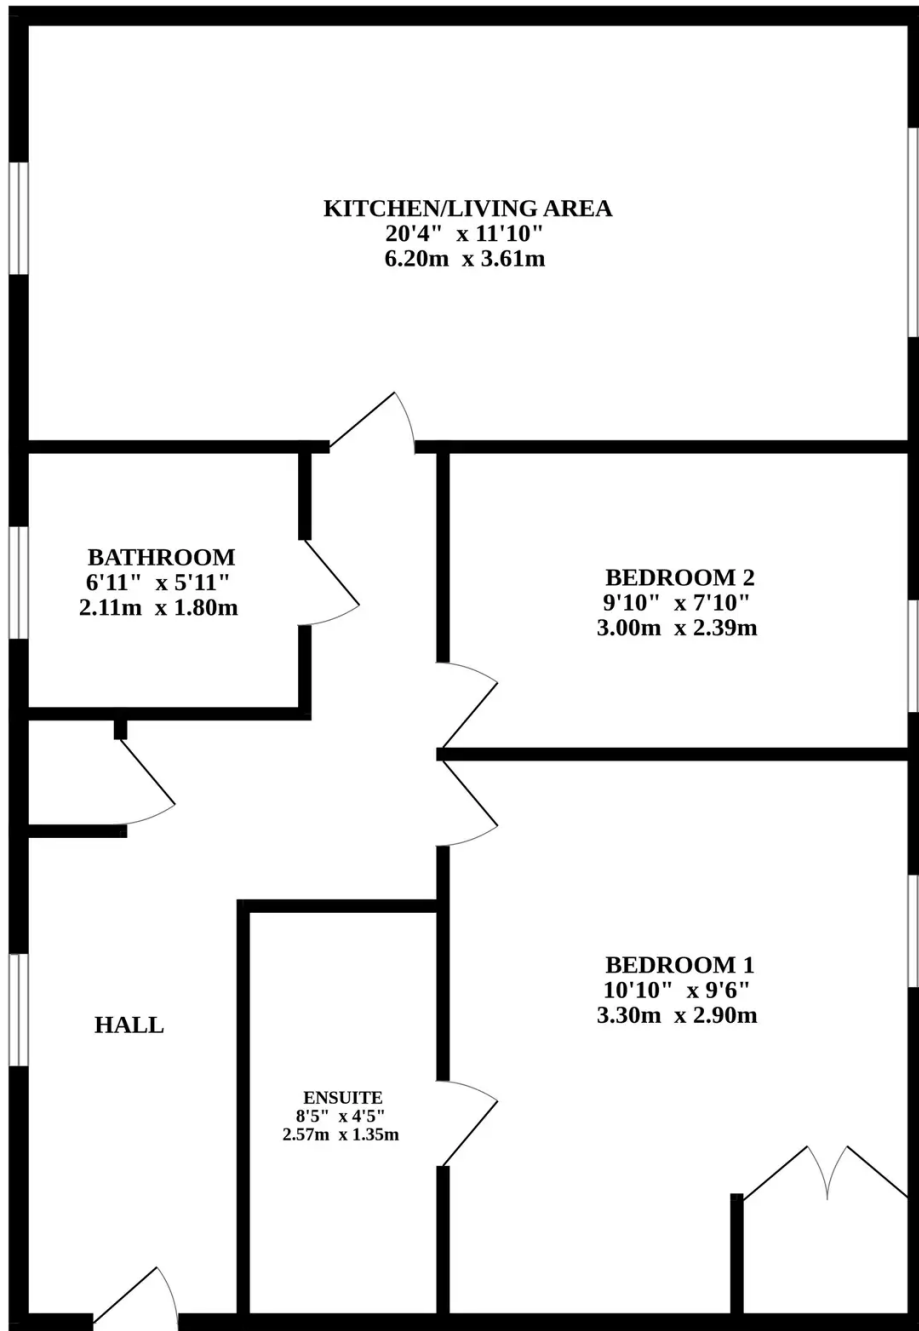 KITCHEN/LIVING AREA
20'4" x 11'10"
6.20m x 3.61m
BATHROOM
6'11" x 5'11"
2.11m x 1.80m
BEDROOM 2
9'10" x 7'10"
3.00m x 2.39m
BEDROOM 1
10'10" x 9'6"
3.30m x 2.90m
HALL
ENSUITE
8'5" x 4'5"
2.57m x 1.35m